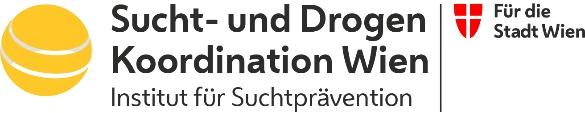 Sucht- und Drogen
Koordination Wien
Institut für Suchtprävention
Für die
Stadt Wien